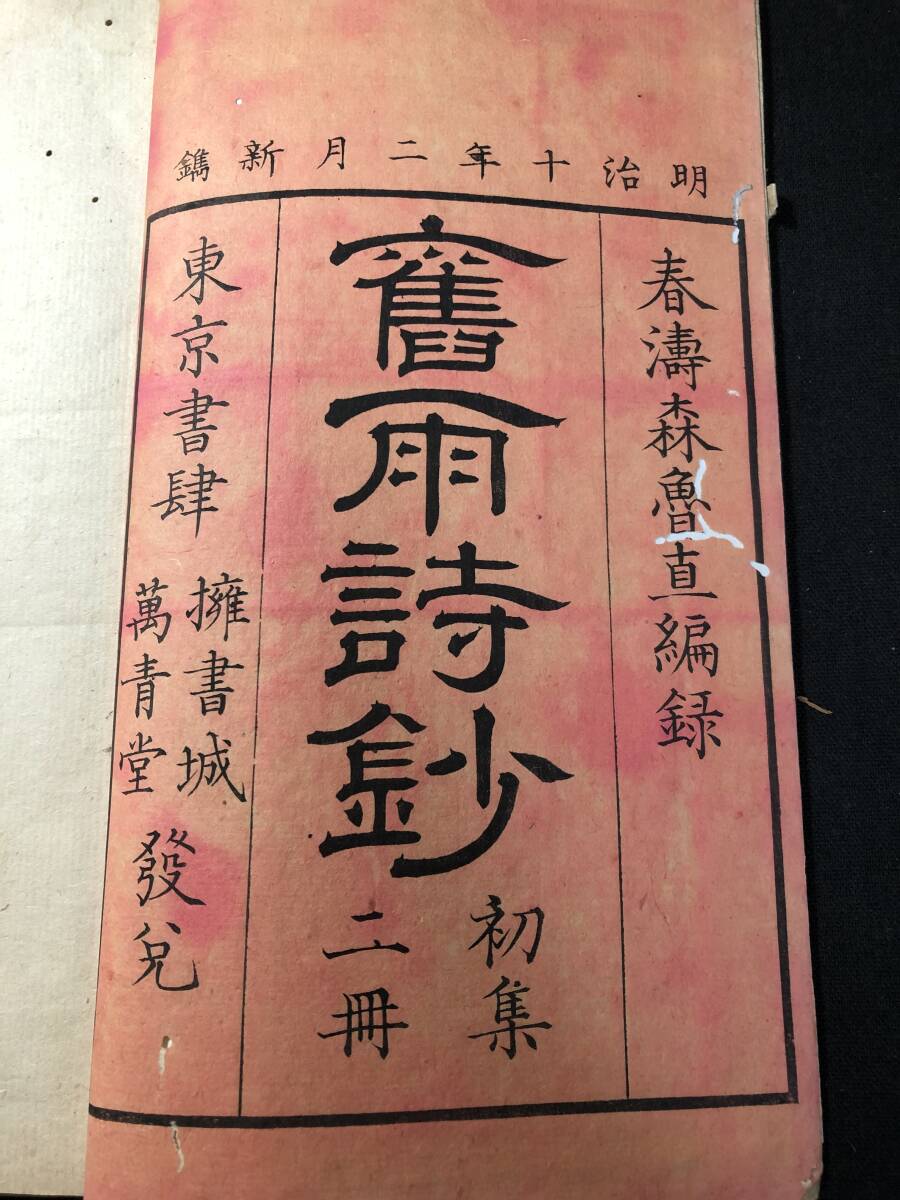 明治十年二月新鐫
春濤森魯直編録
舊雨詩鈔
初集
二冊
東京書肆
擁書城
萬青堂
發兌